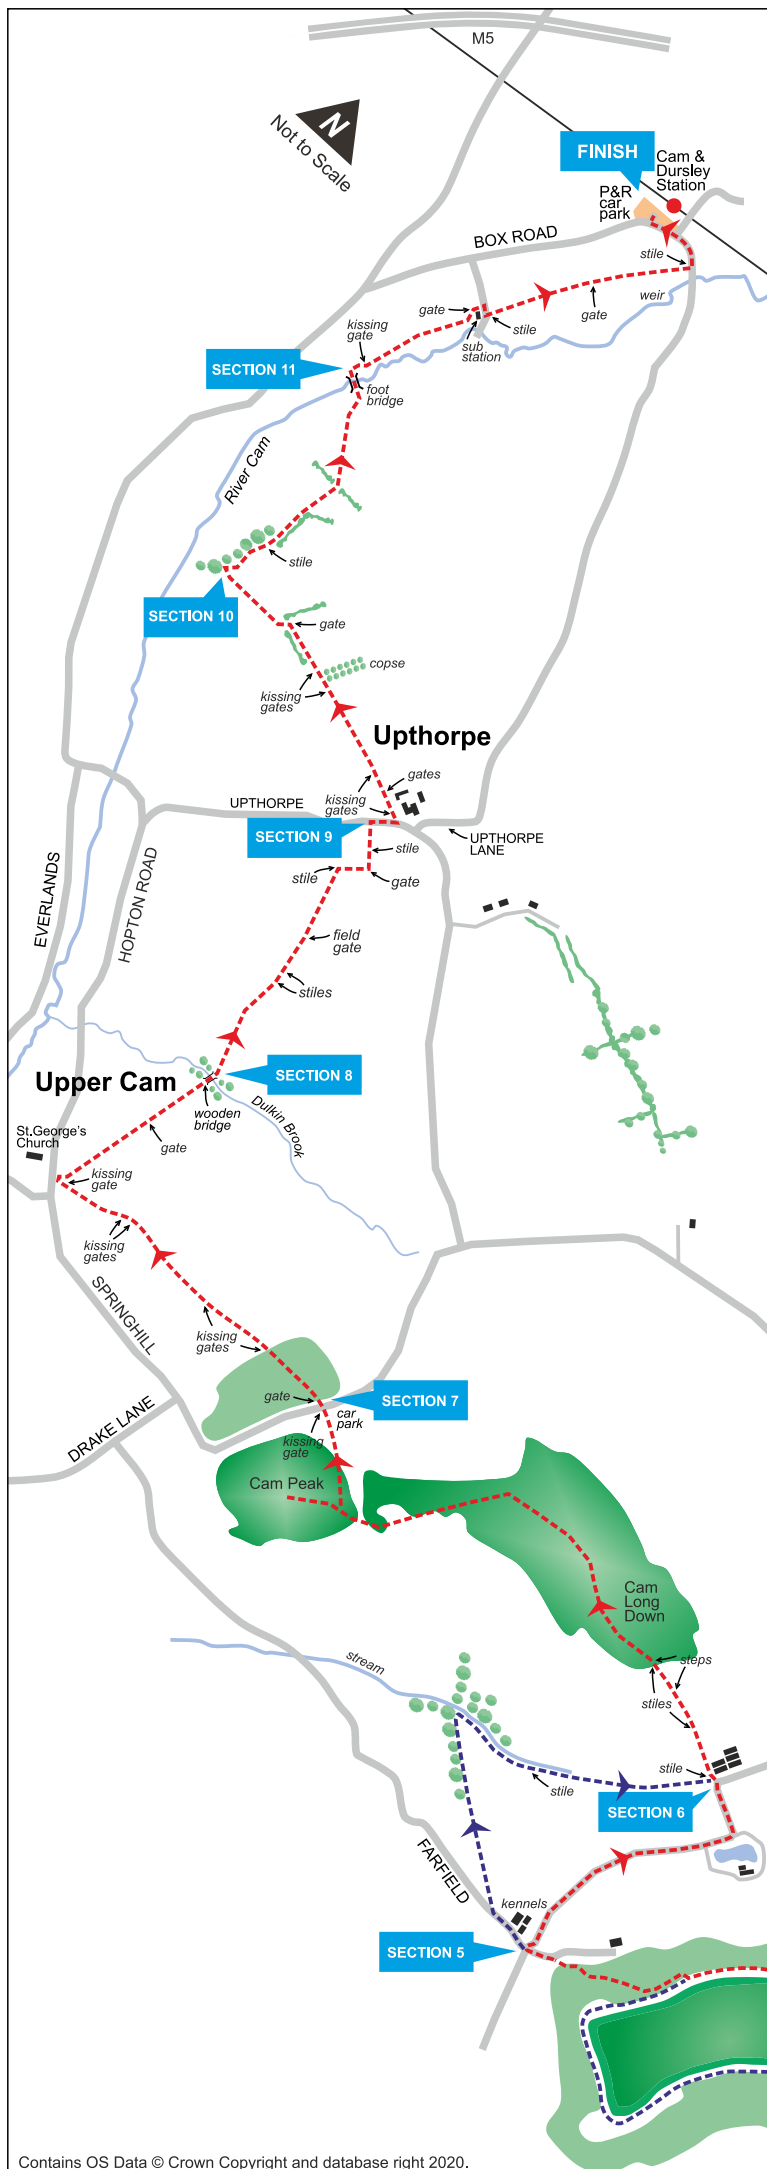 M5
N
Not to Scale
FINISH
Cam &
Dursley
Station
P&R
car
park
BOX ROAD
stile
weir
gate
gate
stile
sub
station
kissing
gate
SECTION 11
foot
bridge
River Cam
stile
SECTION 10
gate
copse
kissing
gates
Upthorpe
gates
kissing
gates
UPTHORPE
SECTION 9
UPTHORPE
LANE
stile
stile
gate
EVERLANDS
HOPTON ROAD
field
gate
stiles
Upper Cam
SECTION 8
wooden
bridge
Dulkin Brook
St.George's
Church
gate
kissing
gate
kissing
gates
SPRINGHILL
kissing
gates
gate
SECTION 7
car
park
kissing
gate
DRAKE LANE
Cam Peak
Cam
Long
Down
steps
stream
stiles
stile
stile
SECTION 6
FARFIELD
kennels
SECTION 5
Contains OS Data © Crown Copyright and database right 2020.